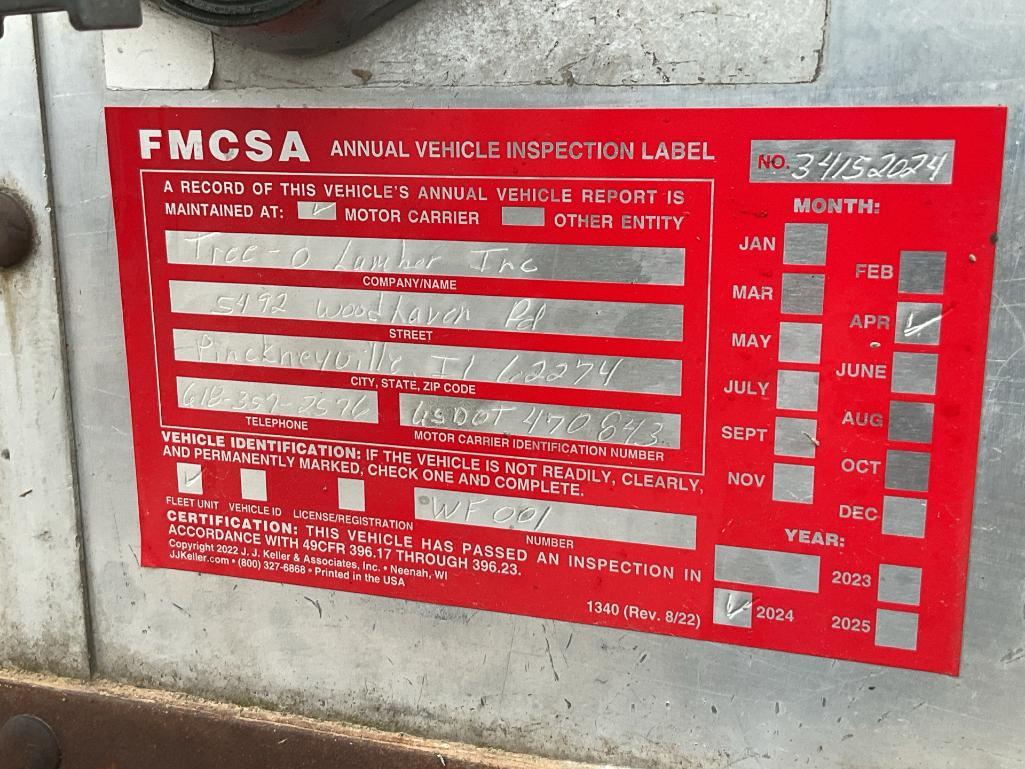 FMCSA ANNUAL VEHICLE INSPECTION LABEL
NO. 34152024
A RECORD OF THIS VEHICLE'S ANNUAL VEHICLE REPORT IS
MAINTAINED AT: ✓ MOTOR CARRIER OTHER ENTITY
Tree-o Lumber Inc
COMPANY/NAME
5492 Woodhaven Rd
STREET
Pinckneyville, Il 62274
CITY, STATE, ZIP CODE
618-357-2576 USDOT 470843
TELEPHONE MOTOR CARRIER IDENTIFICATION NUMBER
VEHICLE IDENTIFICATION: IF THE VEHICLE IS NOT READILY, CLEARLY,
AND PERMANENTLY MARKED, CHECK ONE AND COMPLETE.
✓ WF001
FLEET UNIT VEHICLE ID LICENSE/REGISTRATION NUMBER
CERTIFICATION: THIS VEHICLE HAS PASSED AN INSPECTION IN
ACCORDANCE WITH 49CFR 396.17 THROUGH 396.23.
Copyright 2022 J. J. Keller & Associates, Inc. • Neenah, WI
JJKeller.com • (800) 327-6868 • Printed in the USA
1340 (Rev. 8/22)
MONTH:
JAN
FEB
MAR
APR ✓
MAY
JUNE
JULY
AUG
SEPT
OCT
NOV
DEC
YEAR:
2023
✓ 2024
2025